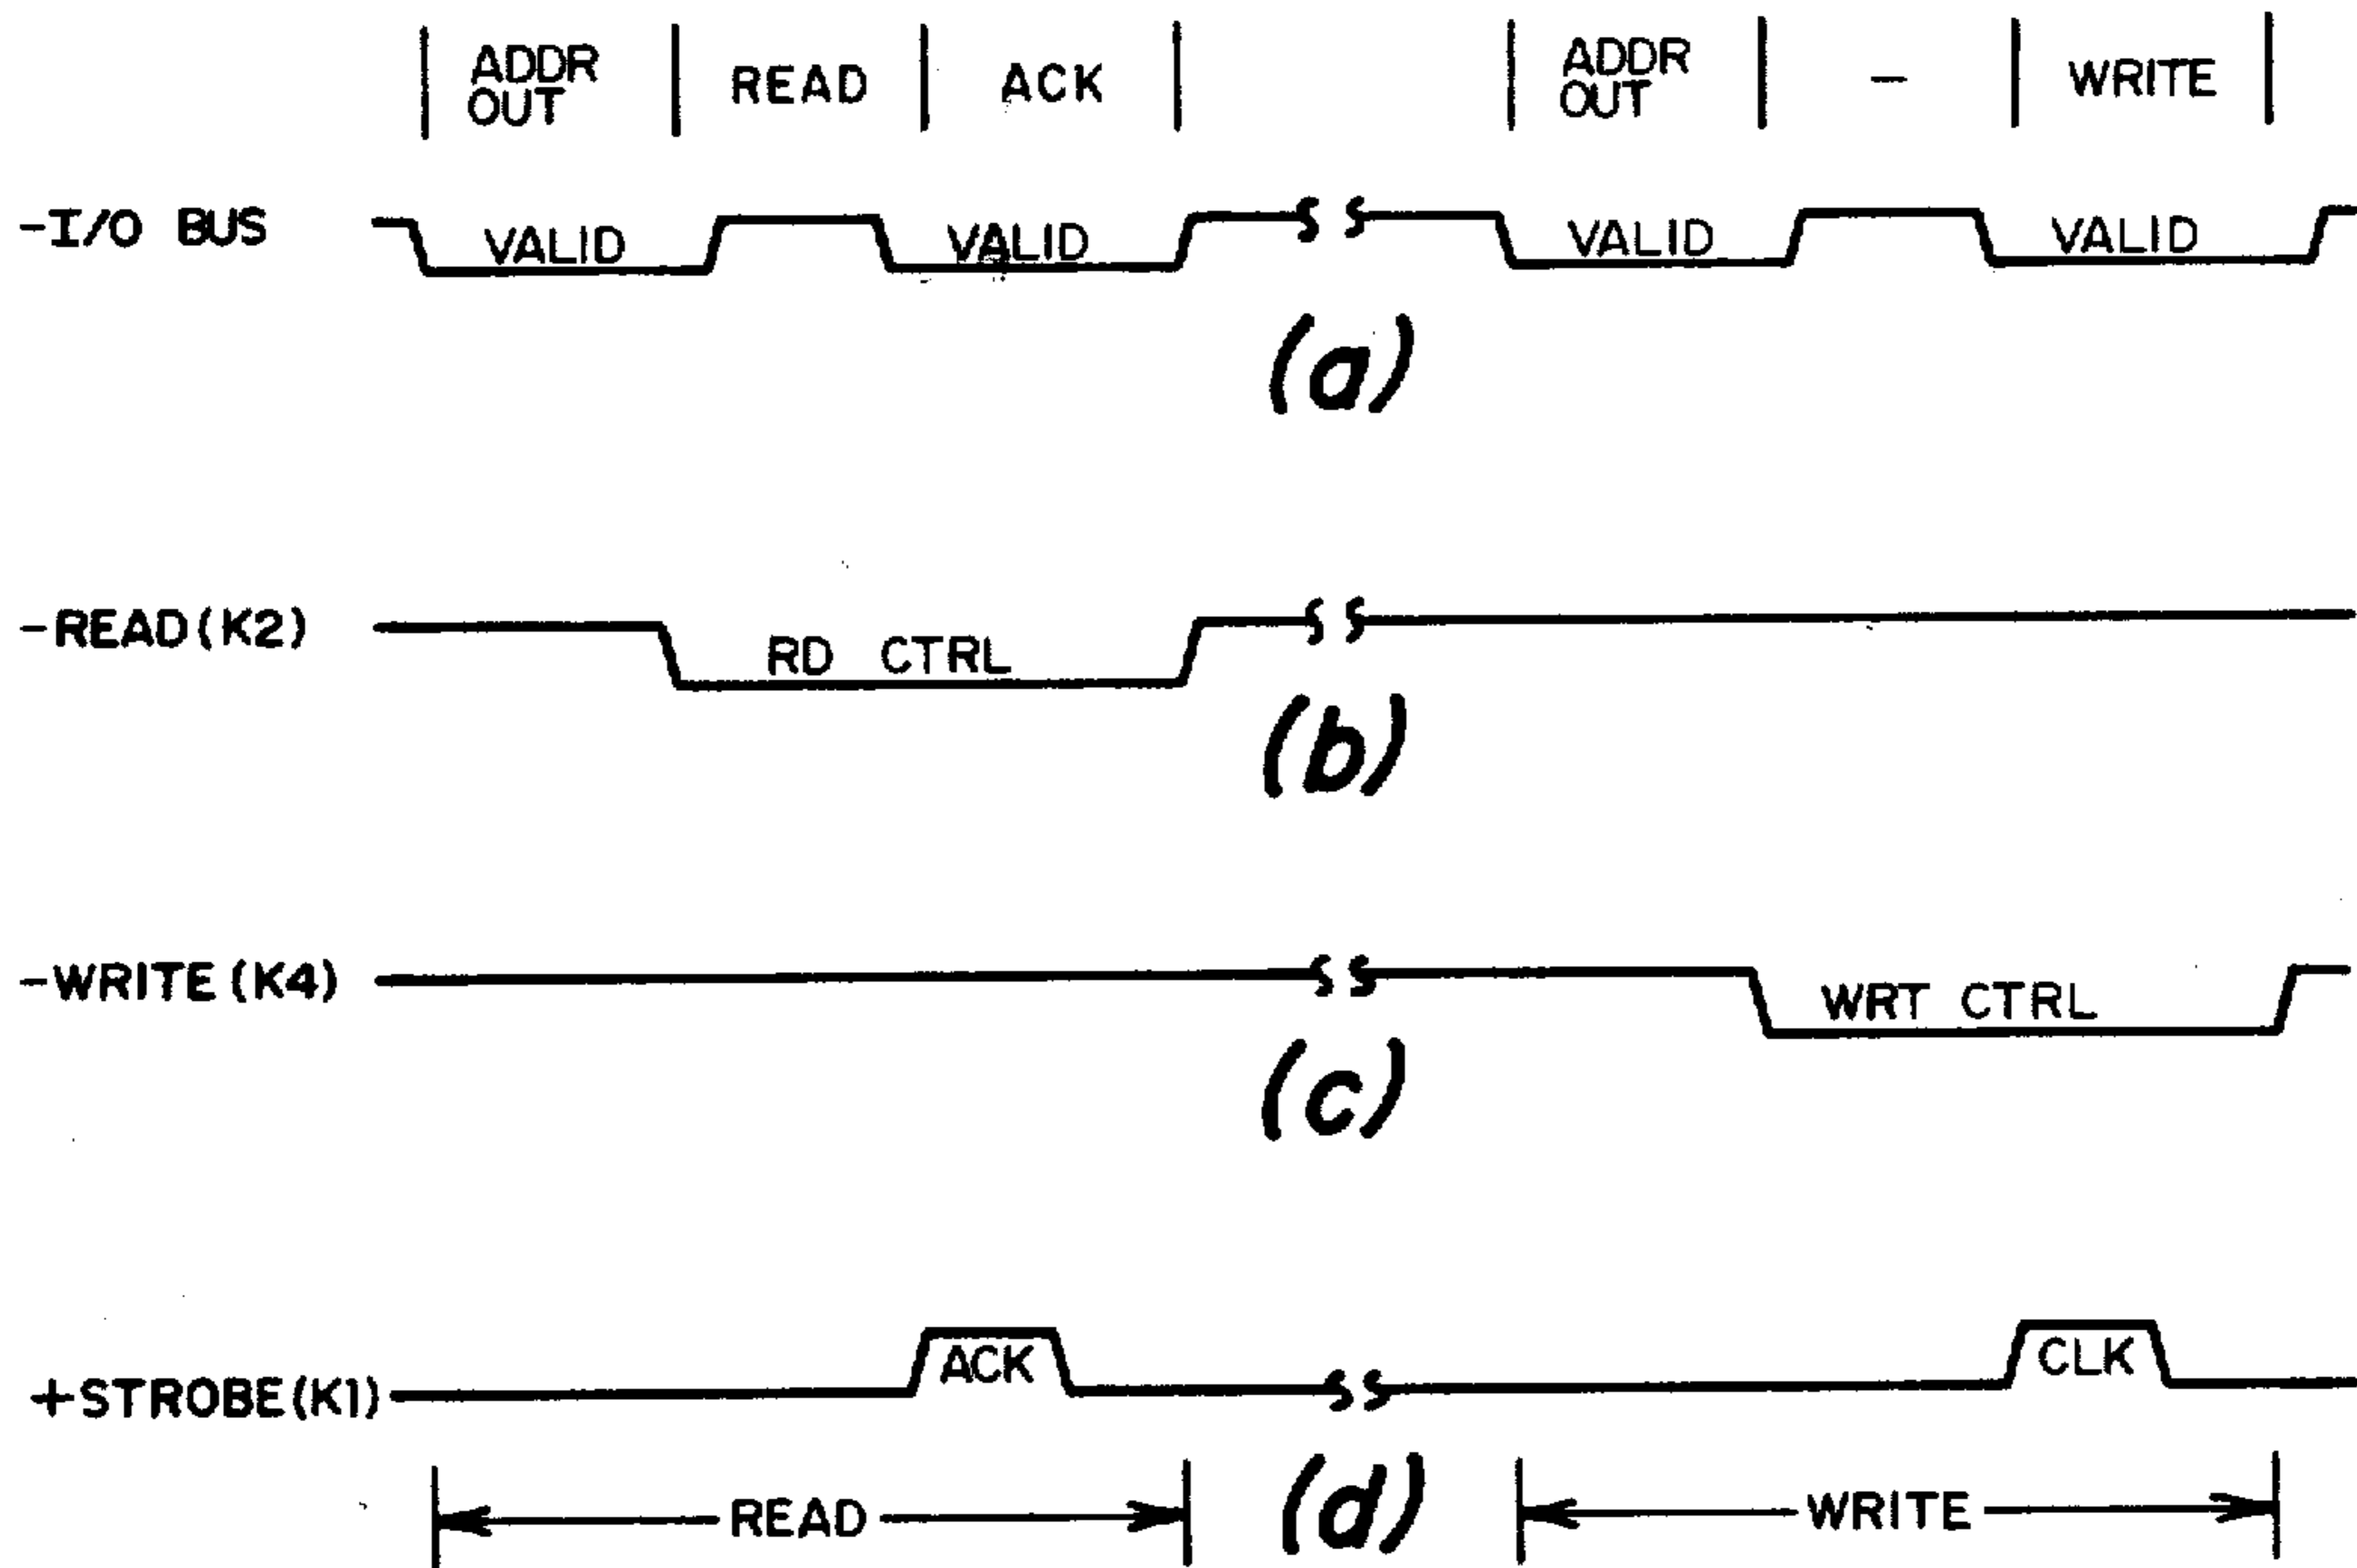 ADDR OUT READ ACK ADDR OUT - WRITE
-I/O BUS VALID VALID VALID VALID
(a)
-READ(K2) RD CTRL
(b)
-WRITE(K4) WRT CTRL
(c)
+STROBE(K1) ACK CLK
READ (d) WRITE